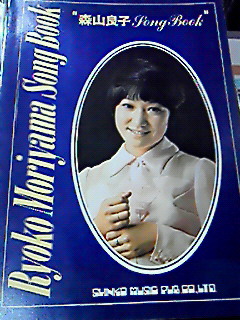 "森山良子 Song Book"
Ryoko Moriyama Song Book
SHINKO MUSIC PUB CO.,LTD.